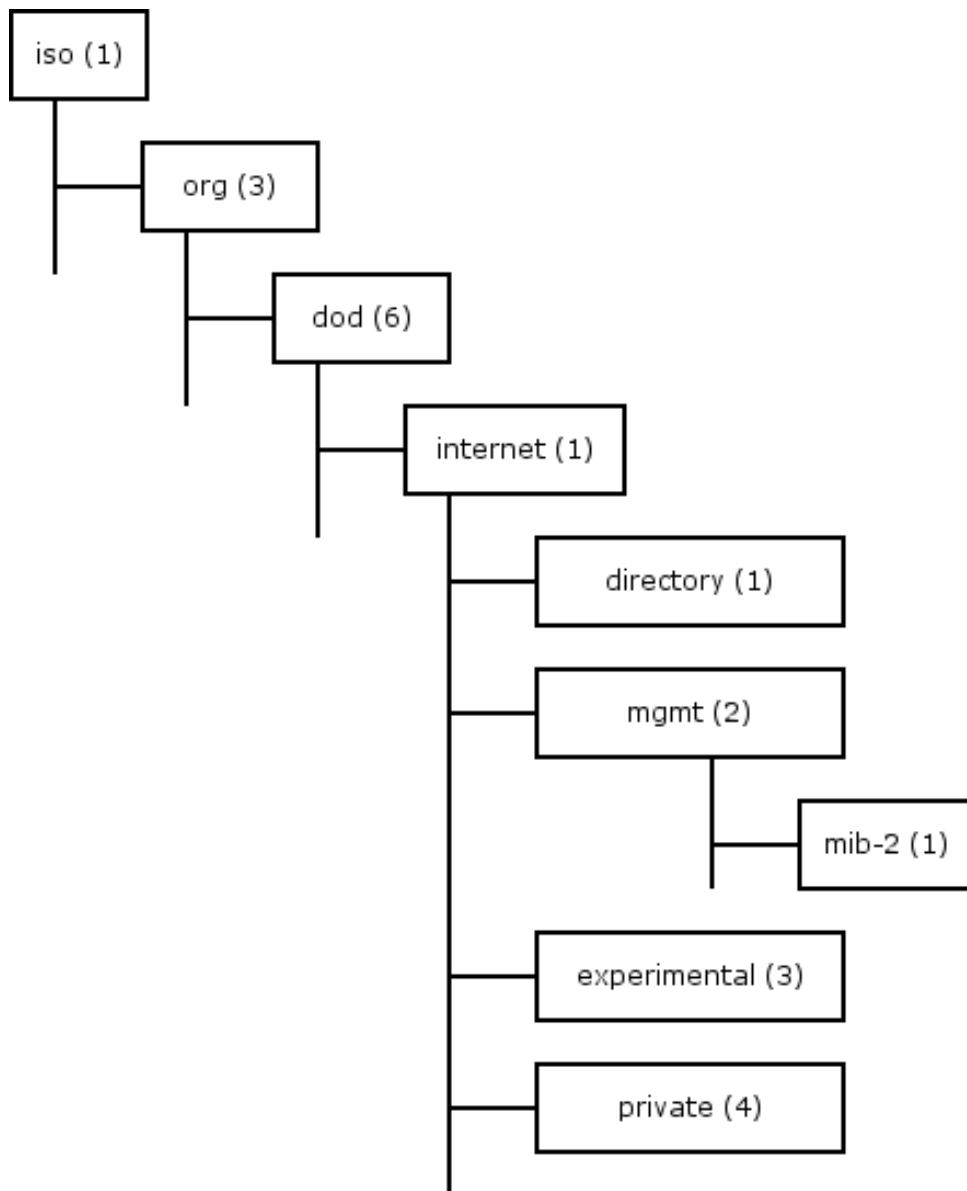 iso (1)
org (3)
dod (6)
internet (1)
directory (1)
mgmt (2)
mib-2 (1)
experimental (3)
private (4)